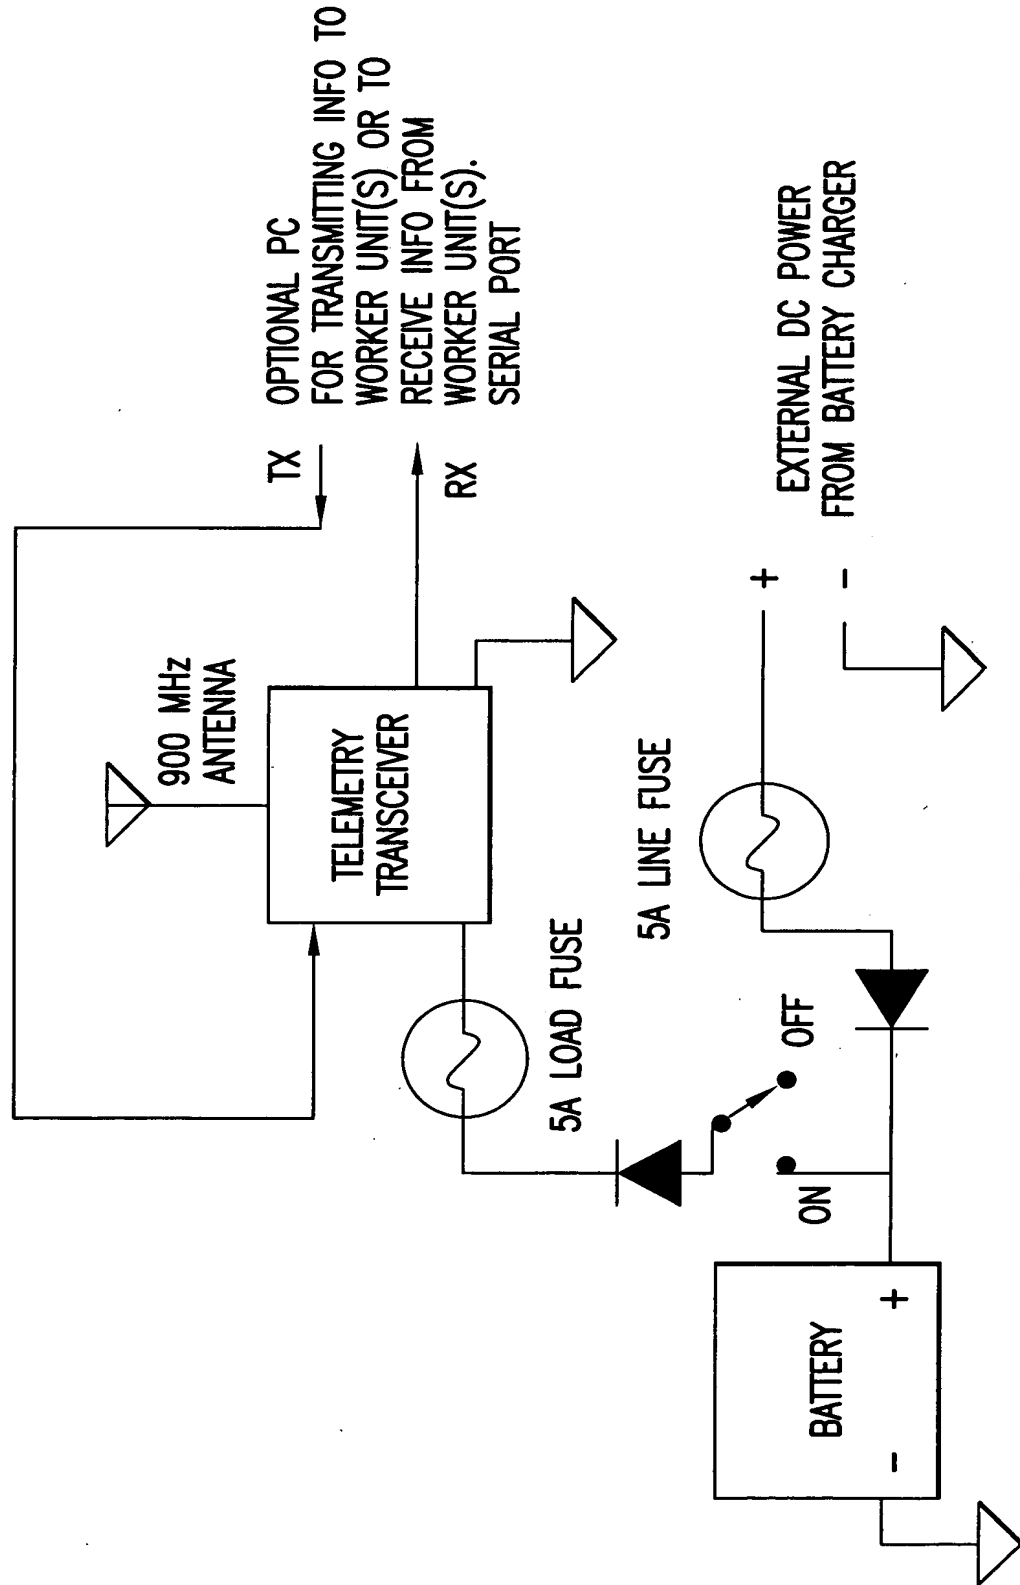 900 MHz
ANTENNA
TELEMETRY
TRANSCEIVER
TX
RX
OPTIONAL PC
FOR TRANSMITTING INFO TO
WORKER UNIT(S) OR TO
RECEIVE INFO FROM
WORKER UNIT(S).
SERIAL PORT
5A LOAD FUSE
5A LINE FUSE
OFF
ON
BATTERY
-
+
+
-
EXTERNAL DC POWER
FROM BATTERY CHARGER